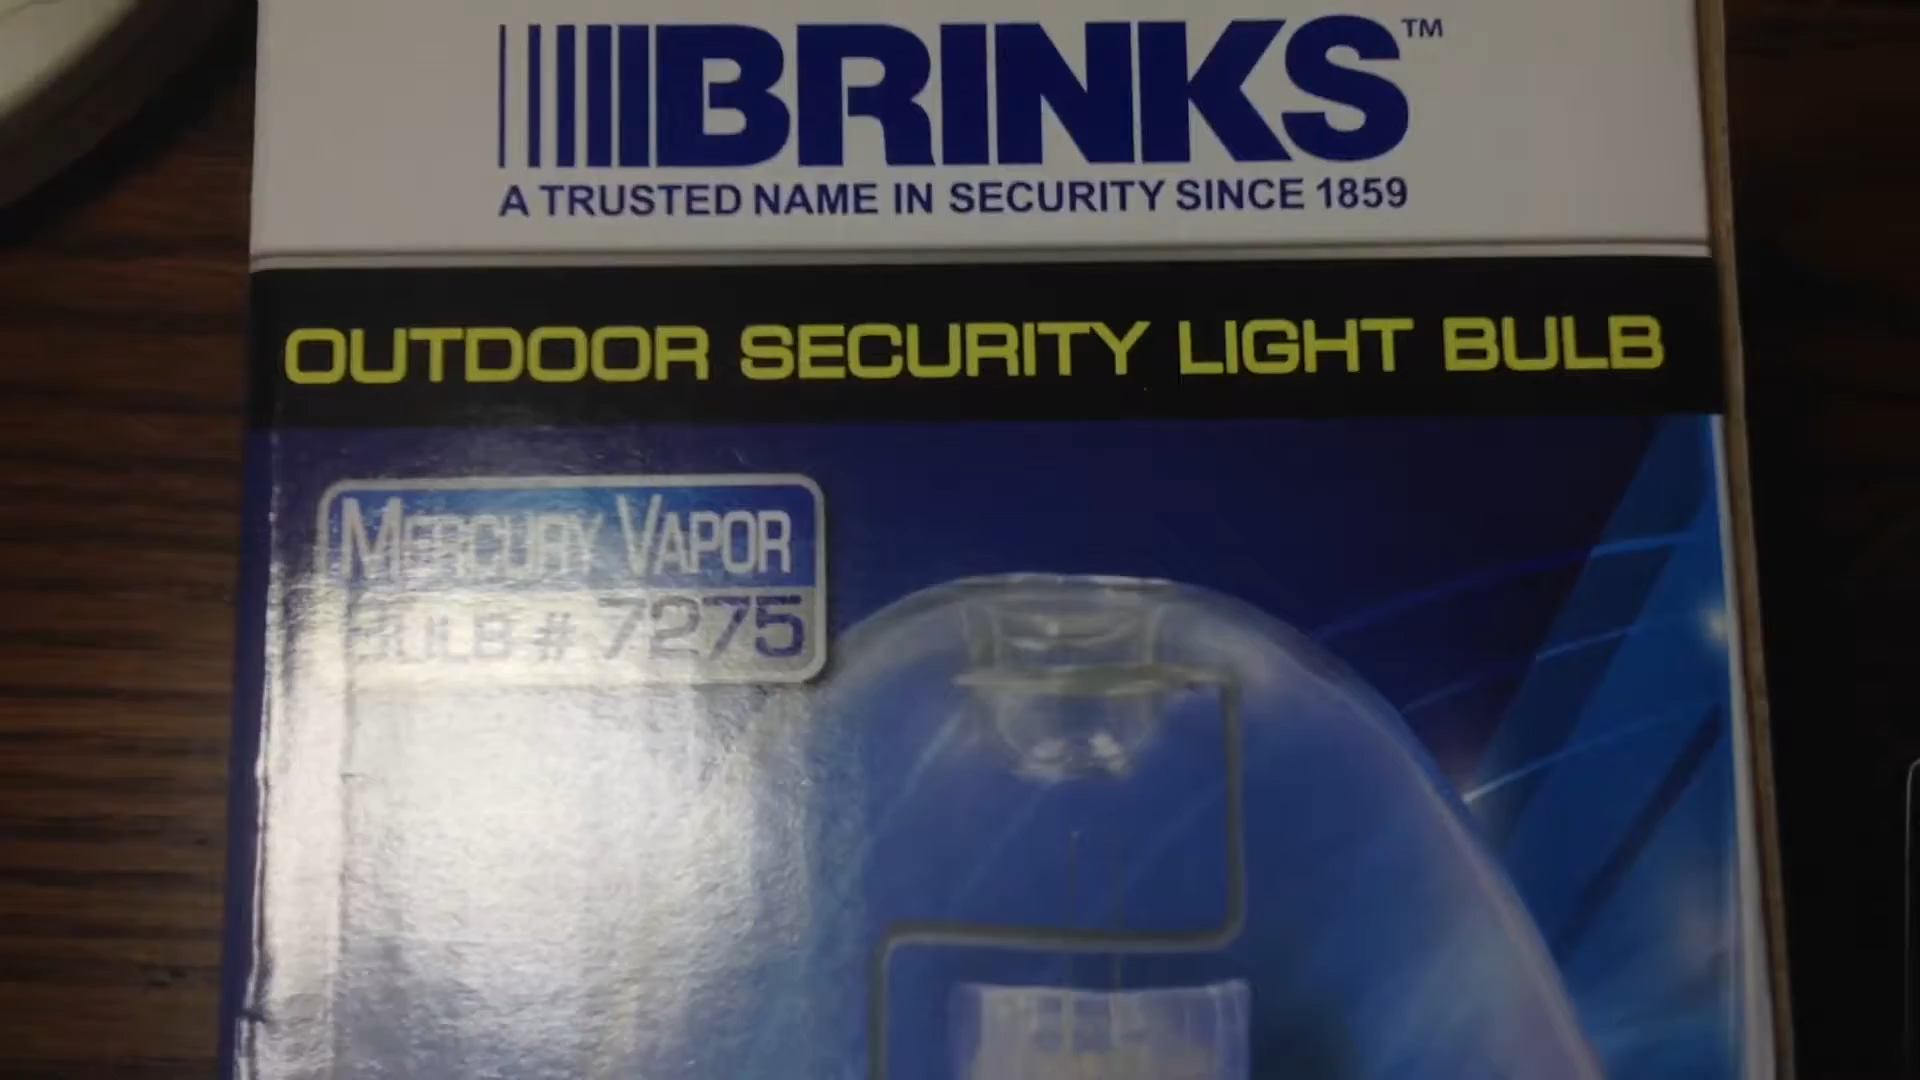 BRINKS™
A TRUSTED NAME IN SECURITY SINCE 1859
OUTDOOR SECURITY LIGHT BULB
MERCURY VAPOR
BULB # 7275